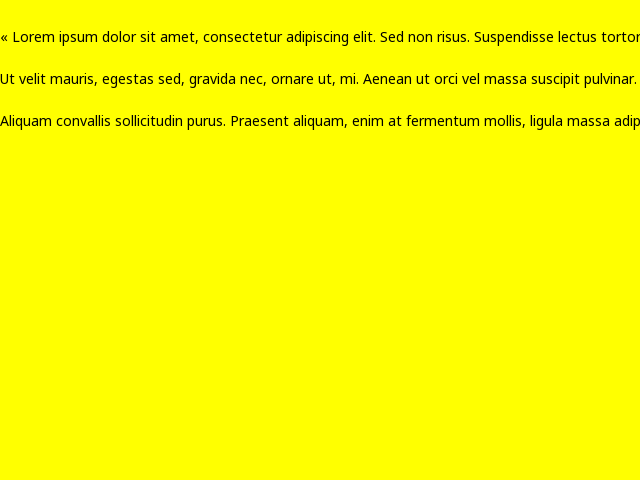 « Lorem ipsum dolor sit amet, consectetur adipiscing elit. Sed non risus. Suspendisse lectus tortor
Ut velit mauris, egestas sed, gravida nec, ornare ut, mi. Aenean ut orci vel massa suscipit pulvinar.
Aliquam convallis sollicitudin purus. Praesent aliquam, enim at fermentum mollis, ligula massa adip